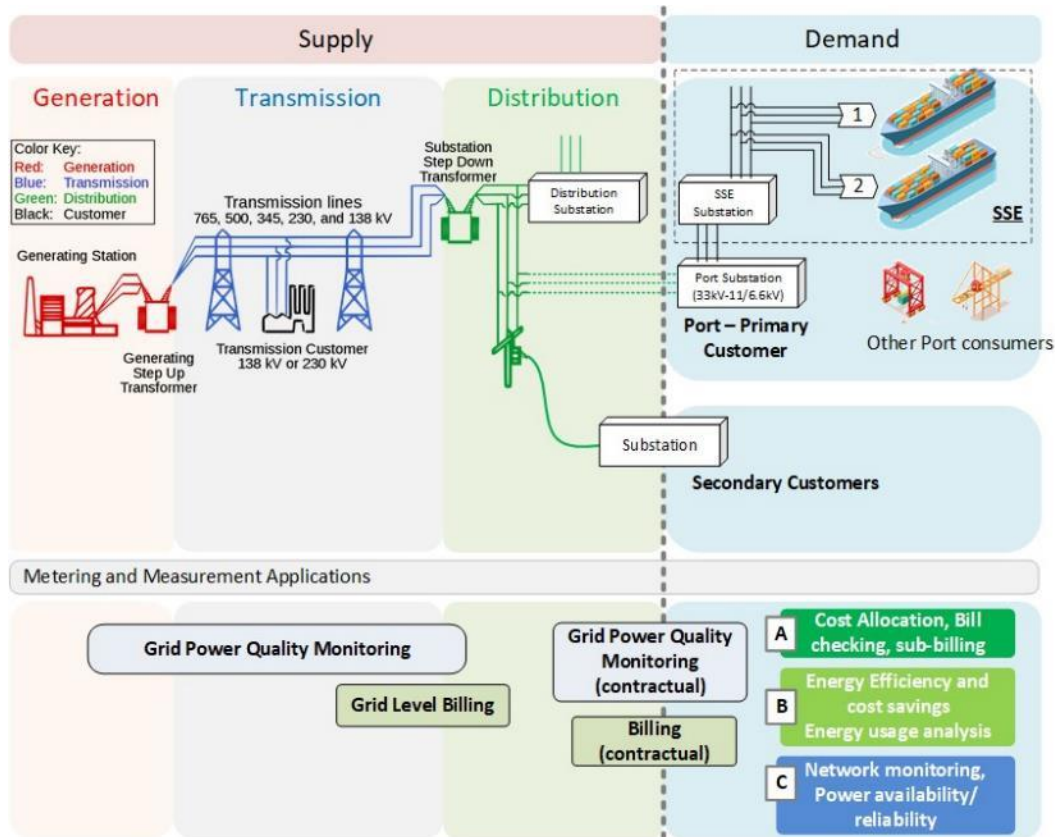 Supply
Demand
Generation
Transmission
Distribution
Color Key:
Red: Generation
Blue: Transmission
Green: Distribution
Black: Customer
Substation
Step Down
Transformer
Transmission lines
765, 500, 345, 230, and 138 kV
Distribution
Substation
Generating Station
Generating
Step Up
Transformer
Transmission Customer
138 kV or 230 kV
1
2
SSE
Substation
SSE
Port Substation
(33kV-11/6.6kV)
Port – Primary
Customer
Other Port consumers
Substation
Secondary Customers
Metering and Measurement Applications
Grid Power Quality Monitoring
Grid Level Billing
Grid Power Quality
Monitoring
(contractual)
Billing
(contractual)
A
Cost Allocation, Bill
checking, sub-billing
B
Energy Efficiency and
cost savings
Energy usage analysis
C
Network monitoring,
Power availability/
reliability